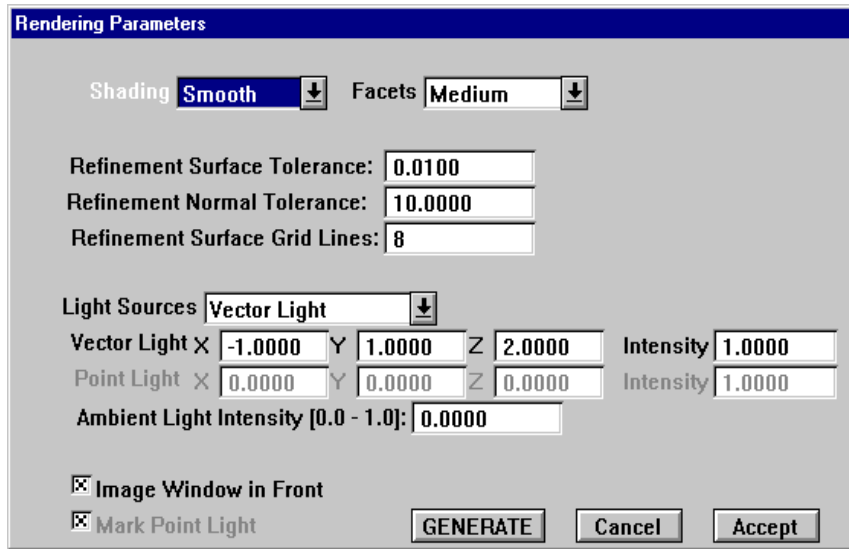 Rendering Parameters
Shading Smooth Facets Medium
Refinement Surface Tolerance: 0.0100
Refinement Normal Tolerance: 10.0000
Refinement Surface Grid Lines: 8
Light Sources Vector Light
Vector Light X -1.0000 Y 1.0000 Z 2.0000 Intensity 1.0000
Point Light X 0.0000 Y 0.0000 Z 0.0000 Intensity 1.0000
Ambient Light Intensity [0.0 - 1.0]: 0.0000
Image Window in Front
Mark Point Light GENERATE Cancel Accept